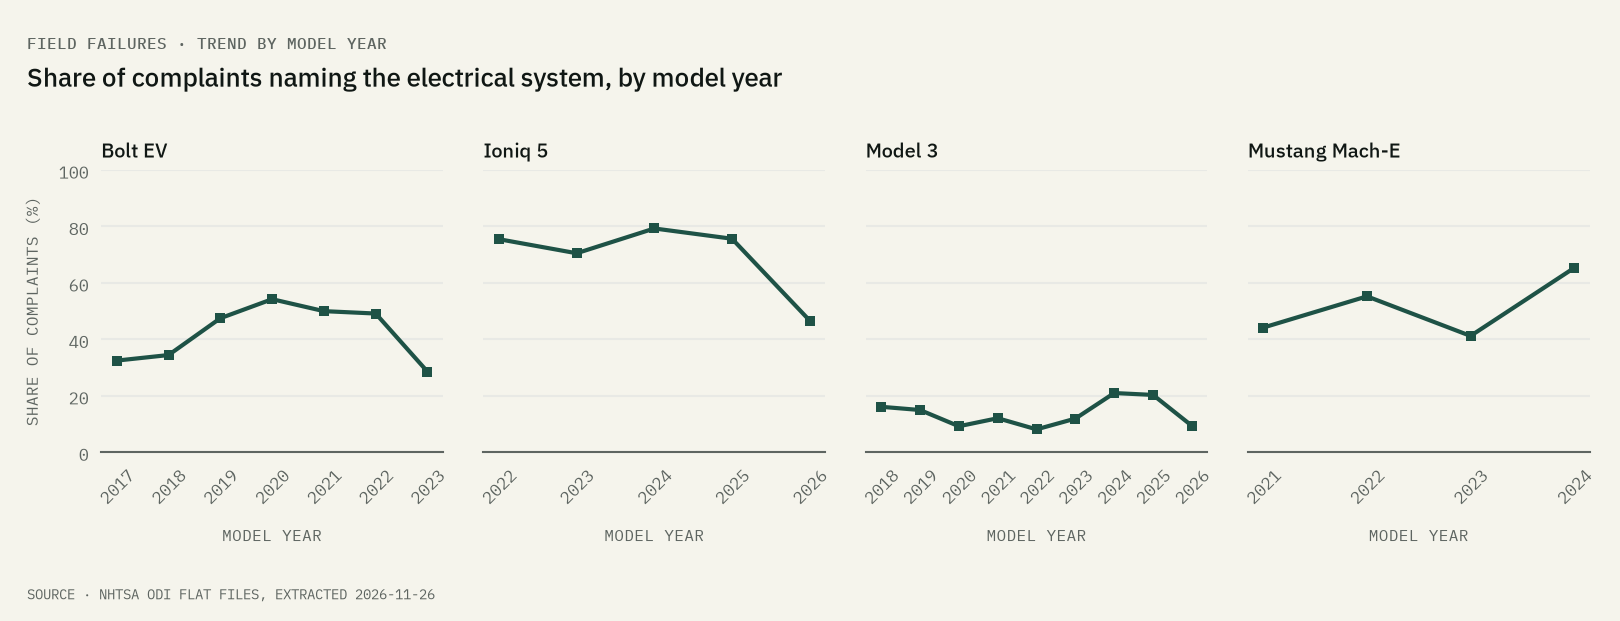 FIELD FAILURES · TREND BY MODEL YEAR
Share of complaints naming the electrical system, by model year
Bolt EV
Ioniq 5
Model 3
Mustang Mach-E
SHARE OF COMPLAINTS (%)
100
80
60
40
20
0
2017 2018 2019 2020 2021 2022 2023
2022 2023 2024 2025 2026
2018 2019 2020 2021 2022 2023 2024 2025 2026
2021 2022 2023 2024
MODEL YEAR
MODEL YEAR
MODEL YEAR
MODEL YEAR
SOURCE · NHTSA ODI FLAT FILES, EXTRACTED 2026-11-26